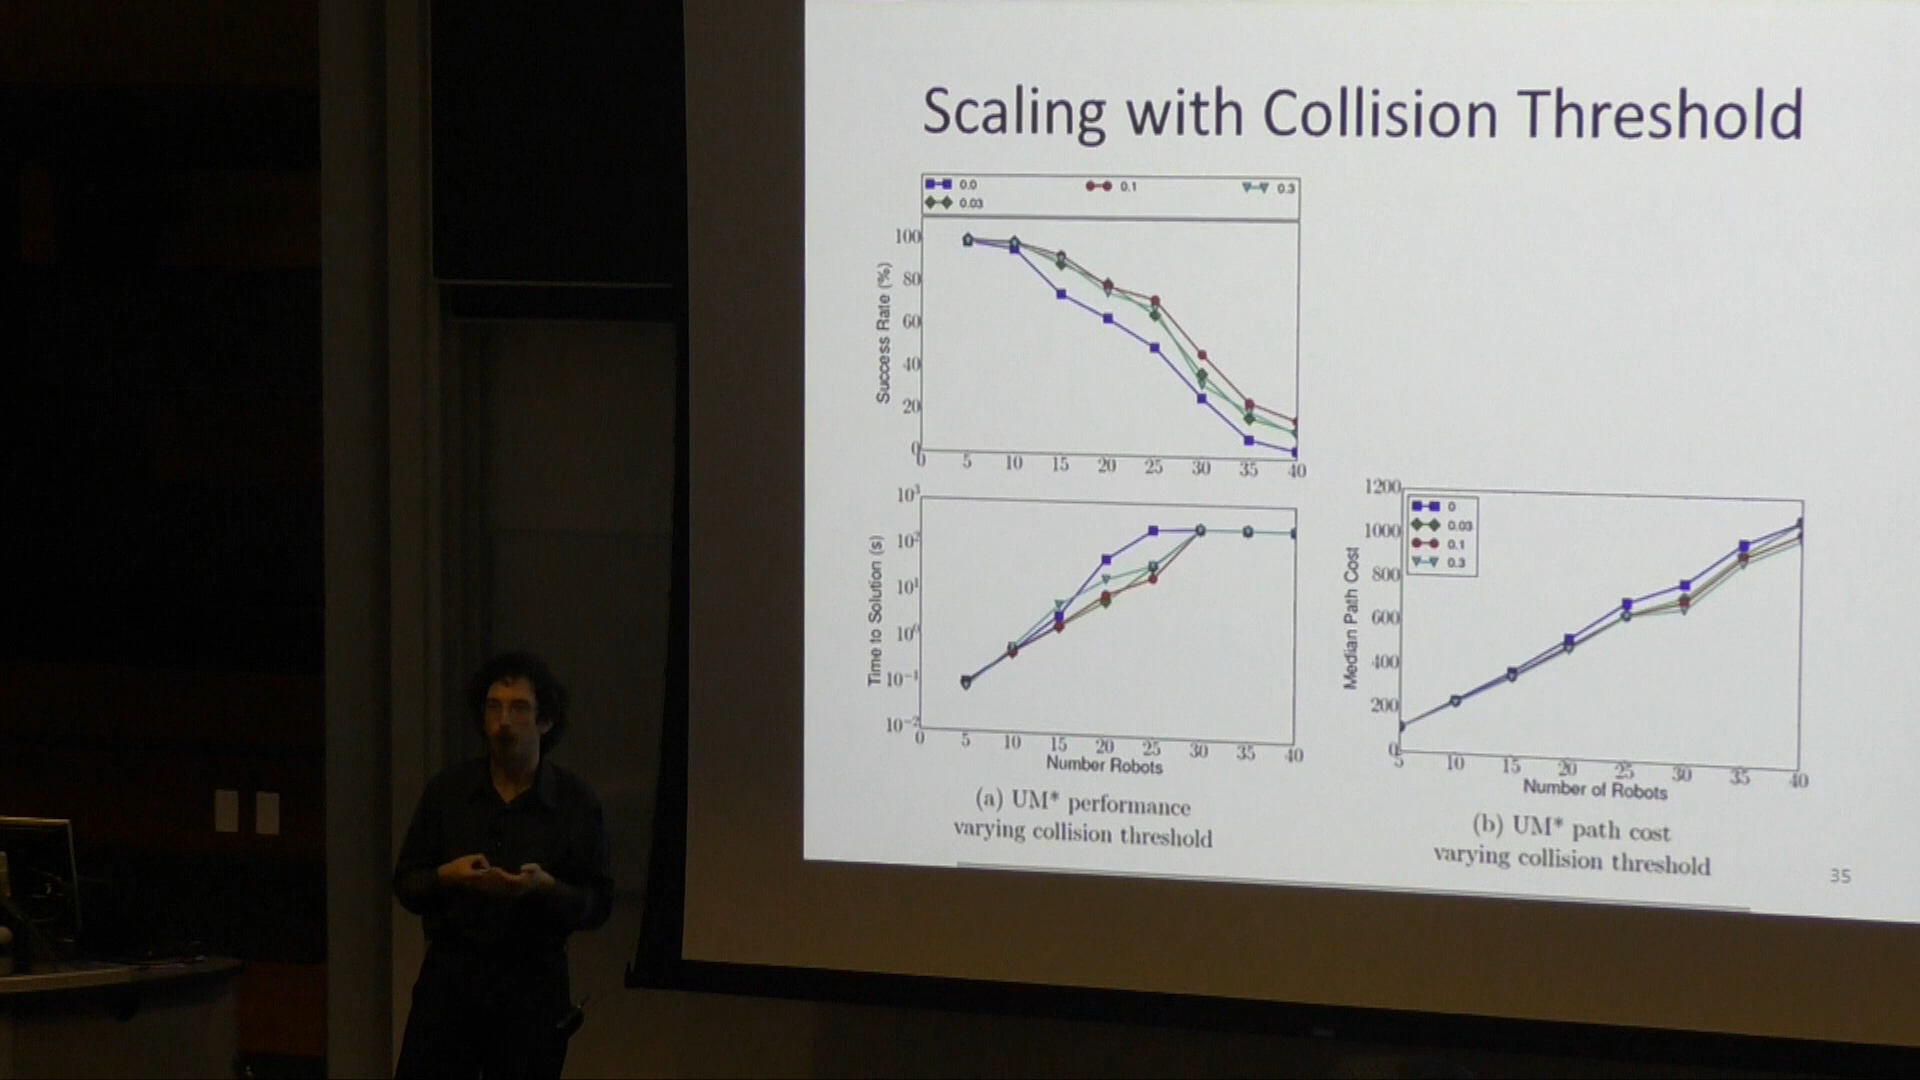 Scaling with Collision Threshold
0.0 0.1 0.3
0.03
100
80
60
40
20
0
Success Rate (%)
0 5 10 15 20 25 30 35 40
10³
10²
10¹
10⁰
10⁻¹
10⁻²
Time to Solution (s)
0 5 10 15 20 25 30 35 40
Number Robots
(a) UM* performance
varying collision threshold
1200
1000
800
600
400
200
0
Median Path Cost
0
0.03
0.1
0.3
5 10 15 20 25 30 35 40
Number of Robots
(b) UM* path cost
varying collision threshold
35